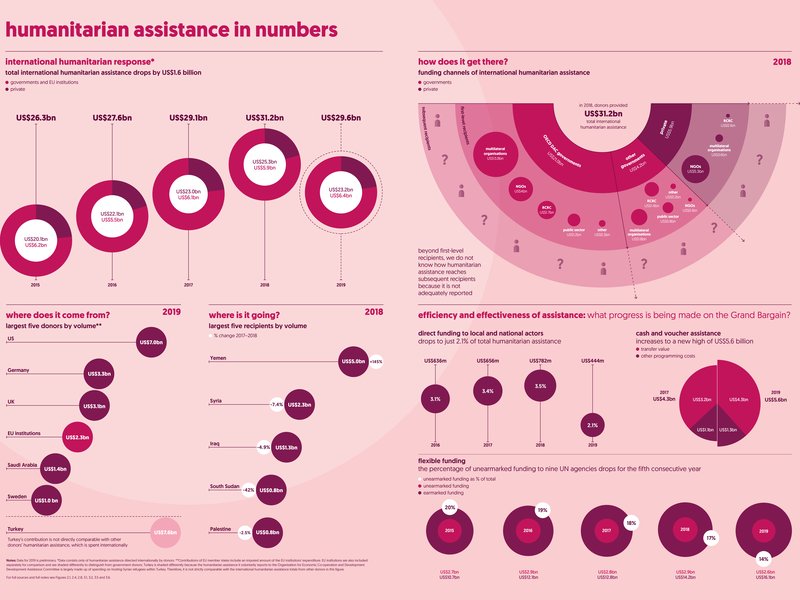 humanitarian assistance in numbers
international humanitarian response*
total international humanitarian assistance drops by US$1.6 billion
governments and EU institutions
private
US$26.3bn
US$27.6bn
US$29.1bn
US$31.2bn
US$29.6bn
US$20.1bn
US$6.2bn
US$22.1bn
US$5.5bn
US$23.0bn
US$6.1bn
US$25.3bn
US$5.9bn
US$23.2bn
US$6.4bn
2015
2016
2017
2018
2019
where does it come from?
2019
largest five donors by volume**
US
US$7.0bn
Germany
US$3.3bn
UK
US$3.1bn
EU institutions
US$2.3bn
Saudi Arabia
US$1.4bn
Sweden
US$1.0 bn
Turkey
Turkey's contribution is not directly comparable with other
donors' humanitarian assistance, which is spent internationally.
where is it going?
2018
largest five recipients by volume
% change 2017–2018
Yemen
US$5.0bn
Syria
-7.4%
US$2.3bn
Iraq
-4.9%
US$1.3bn
South Sudan
-42%
US$0.8bn
Palestine
-2.5%
US$0.8bn
how does it get there?
2018
funding channels of international humanitarian assistance
governments
private
subsequent recipients
first-level recipients
OECD DAC governments
in 2018, donors provided
US$31.2bn
total international
humanitarian assistance
other
governments
private
multilateral
organisations
NGOs
RCRC
public sector
other
multilateral
organisations
RCRC
public sector
other
NGOs
NGOs
multilateral
organisations
RCRC
?
?
?
?
?
?
?
beyond first-level
recipients, we do not
know how humanitarian
assistance reaches
subsequent recipients
because it is not
adequately reported
efficiency and effectiveness of assistance: what progress is being made on the Grand Bargain?
direct funding to local and national actors
drops to just 2.1% of total humanitarian assistance
US$636m
US$656m
US$782m
US$444m
3.1%
3.4%
3.5%
2.1%
2016
2017
2018
2019
cash and voucher assistance
increases to a new high of US$5.6 billion
transfer value
other programming costs
2017
US$4.3bn
US$3.2bn
US$1.1bn
US$4.3bn
US$1.3bn
2019
US$5.6bn
flexible funding
the percentage of unearmarked funding to nine UN agencies drops for the fifth consecutive year
unearmarked funding as % of total
unearmarked funding
earmarked funding
20%
2015
19%
2016
18%
2017
17%
2018
14%
2019
US$2.7bn
US$10.7bn
US$2.9bn
US$12.1bn
US$2.8bn
US$12.8bn
US$2.9bn
US$14.2bn
US$2.6bn
US$16.1bn